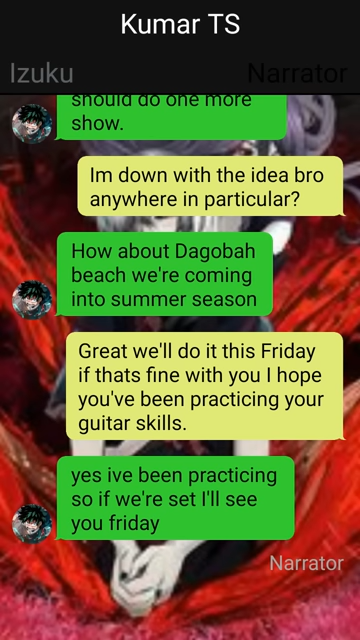 Kumar TS
Izuku
Narrator
should do one more
show.
Im down with the idea bro
anywhere in particular?
How about Dagobah
beach we're coming
into summer season
Great we'll do it this Friday
if thats fine with you I hope
you've been practicing your
guitar skills.
yes ive been practicing
so if we're set I'll see
you friday
Narrator